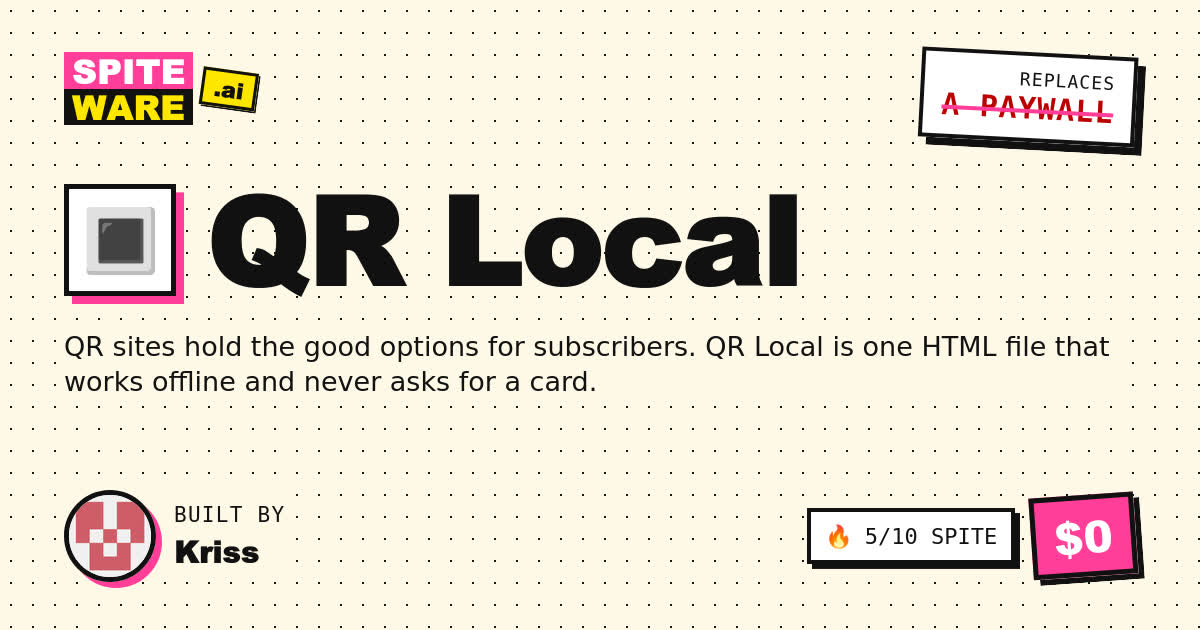 SPITE
WARE
.ai
REPLACES
A PAYWALL
QR Local
QR sites hold the good options for subscribers. QR Local is one HTML file that
works offline and never asks for a card.
BUILT BY
Kriss
5/10 SPITE
$0